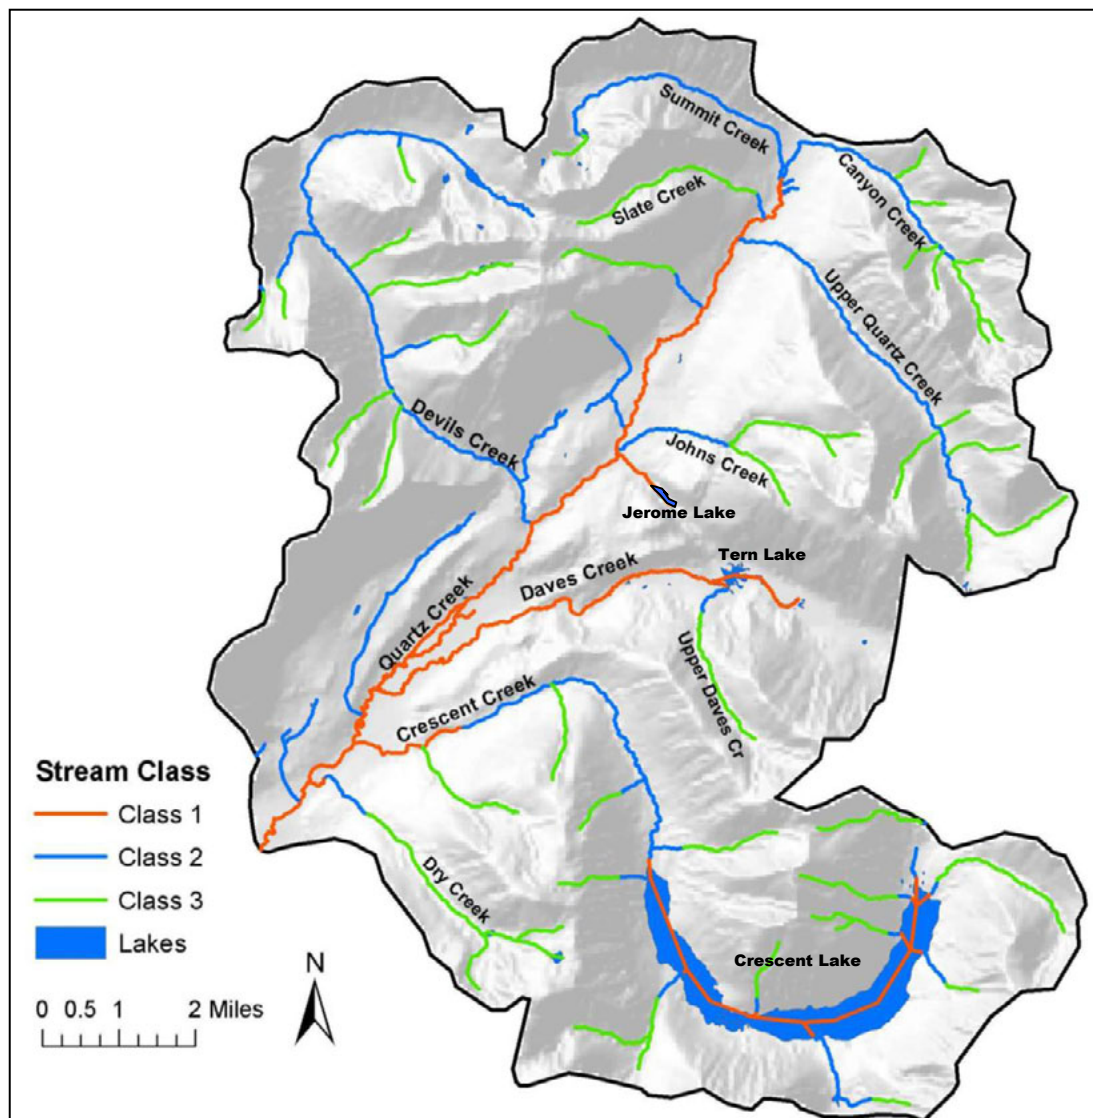 Summit Creek
Canyon Creek
Slate Creek
Upper Quartz Creek
Devils Creek
Johns Creek
Jerome Lake
Tern Lake
Daves Creek
Quartz Creek
Upper Daves Cr
Crescent Creek
Stream Class
Class 1
Class 2
Class 3
Lakes
Dry Creek
Crescent Lake
N
0 0.5 1 2 Miles